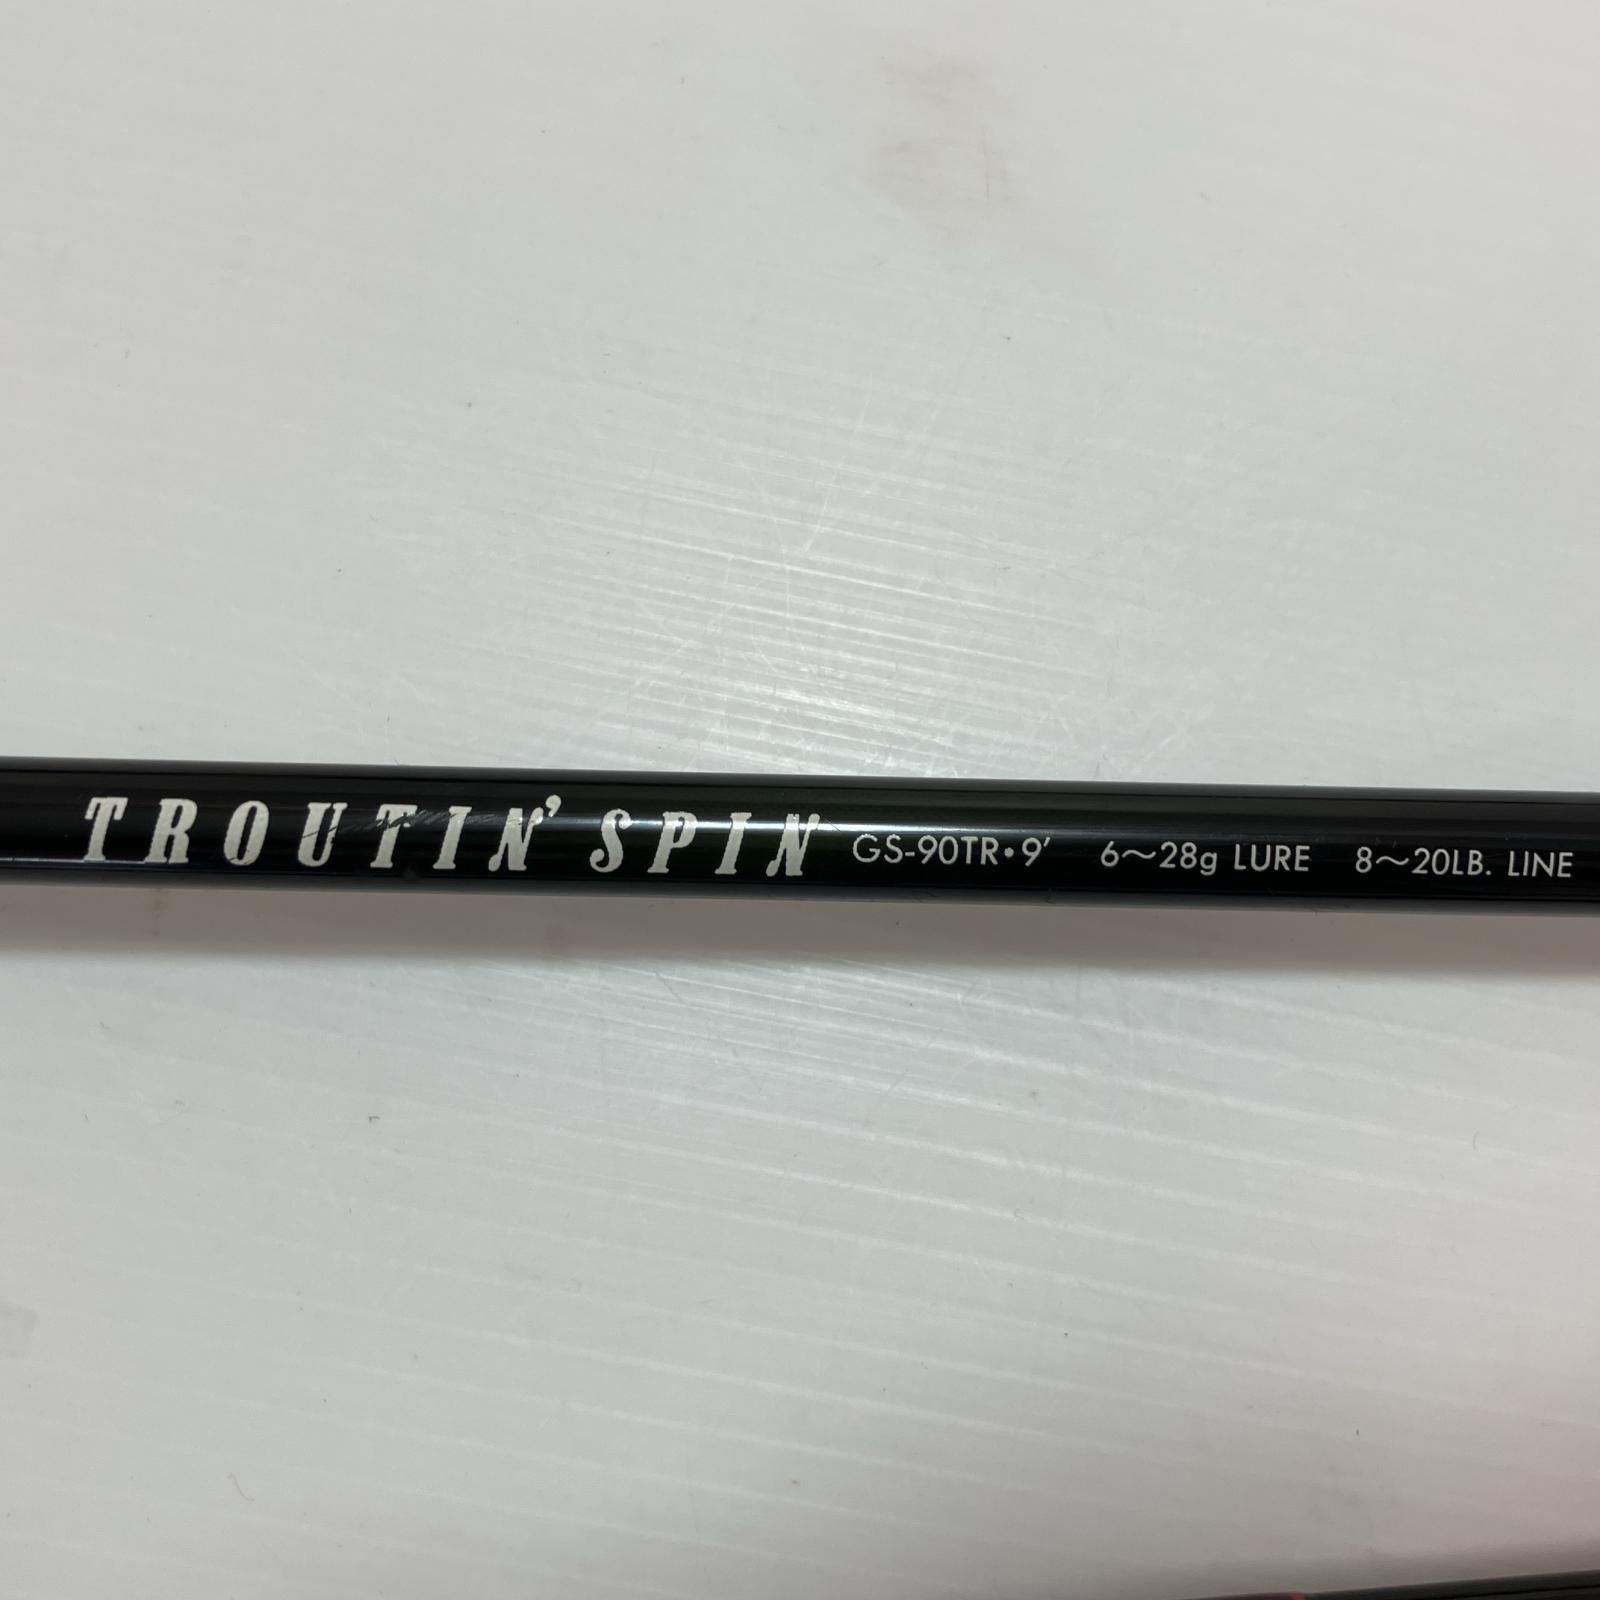 TROUTIN' SPIN GS-90TR•9' 6～28g LURE 8～20LB. LINE